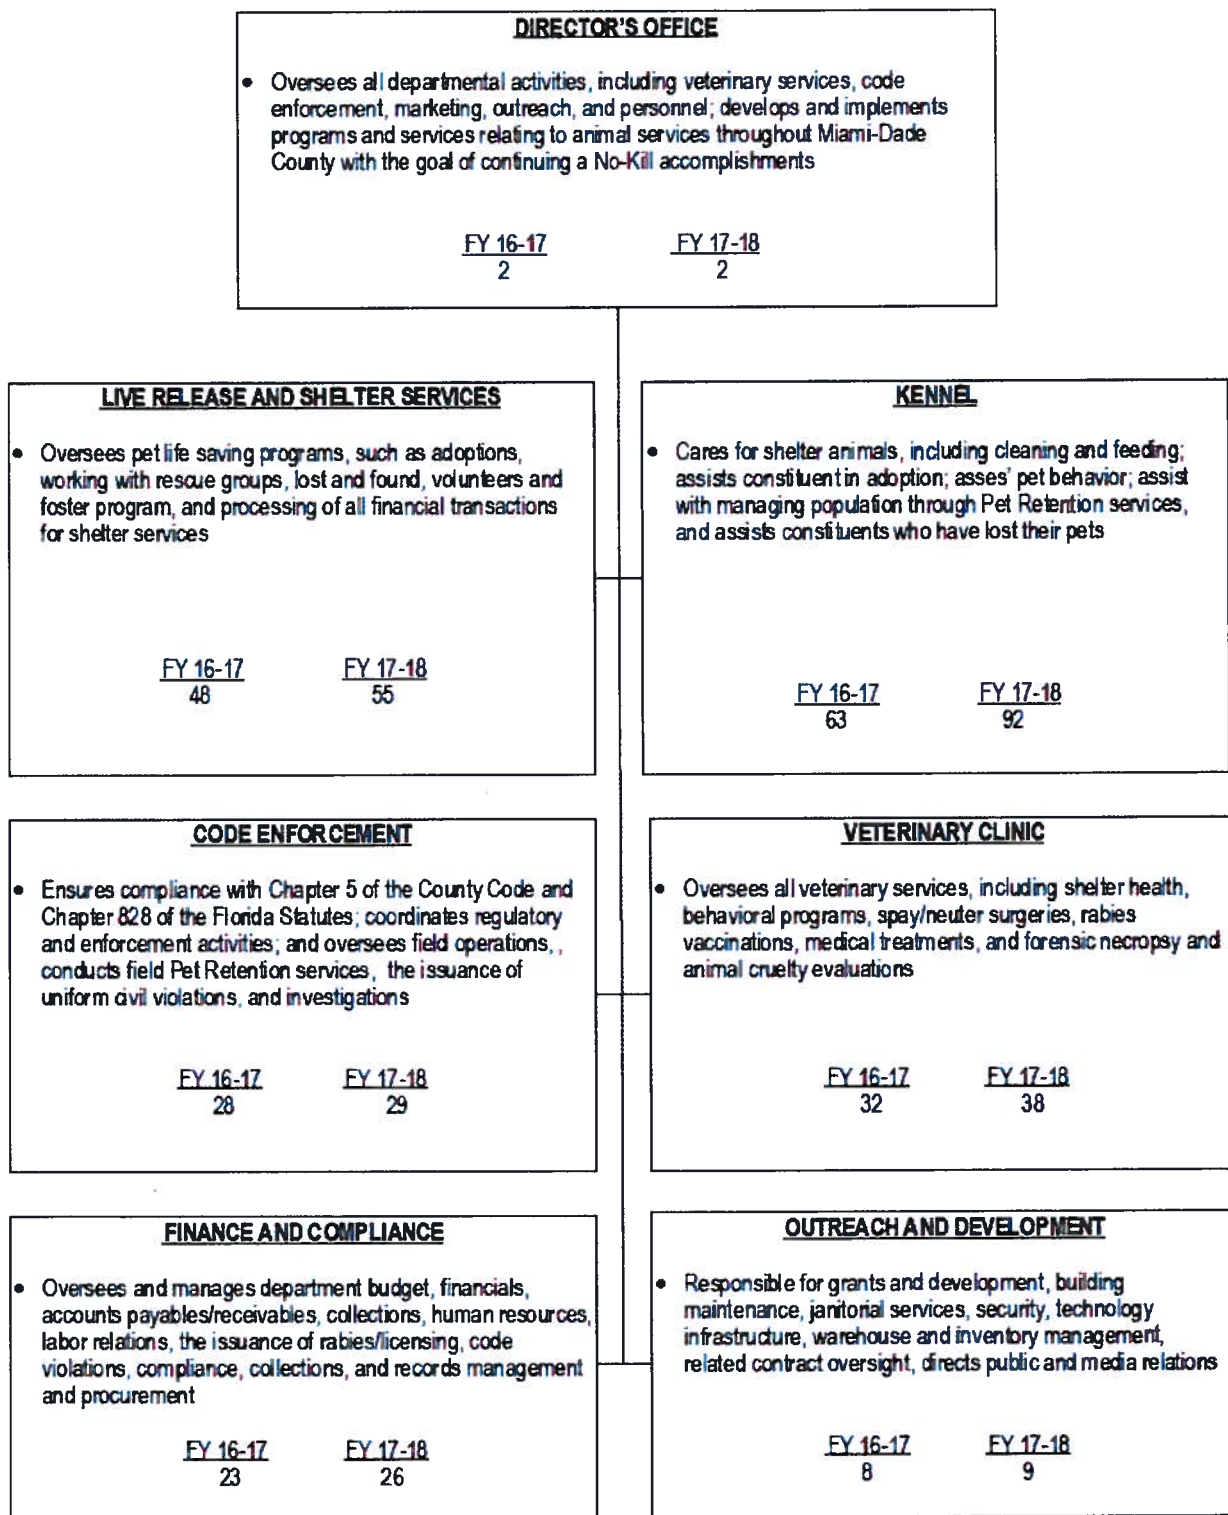 DIRECTOR'S OFFICE
• Oversees all departmental activities, including veterinary services, code
enforcement, marketing, outreach, and personnel; develops and implements
programs and services relating to animal services throughout Miami-Dade
County with the goal of continuing a No-Kill accomplishments
FY 16-17 FY 17-18
2 2
LIVE RELEASE AND SHELTER SERVICES
• Oversees pet life saving programs, such as adoptions,
working with rescue groups, lost and found, volunteers and
foster program, and processing of all financial transactions
for shelter services
FY 16-17 FY 17-18
48 55
KENNEL
• Cares for shelter animals, including cleaning and feeding;
assists constituent in adoption; asses' pet behavior; assist
with managing population through Pet Retention services,
and assists constituents who have lost their pets
FY 16-17 FY 17-18
63 92
CODE ENFORCEMENT
• Ensures compliance with Chapter 5 of the County Code and
Chapter 828 of the Florida Statutes; coordinates regulatory
and enforcement activities; and oversees field operations, ,
conducts field Pet Retention services, the issuance of
uniform civil violations, and investigations
FY 16-17 FY 17-18
28 29
VETERINARY CLINIC
• Oversees all veterinary services, including shelter health,
behavioral programs, spay/neuter surgeries, rabies
vaccinations, medical treatments, and forensic necropsy and
animal cruelty evaluations
FY 16-17 FY 17-18
32 38
FINANCE AND COMPLIANCE
• Oversees and manages department budget, financials,
accounts payables/receivables, collections, human resources,
labor relations, the issuance of rabies/licensing, code
violations, compliance, collections, and records management
and procurement
FY 16-17 FY 17-18
23 26
OUTREACH AND DEVELOPMENT
• Responsible for grants and development, building
maintenance, janitorial services, security, technology
infrastructure, warehouse and inventory management,
related contract oversight, directs public and media relations
FY 16-17 FY 17-18
8 9